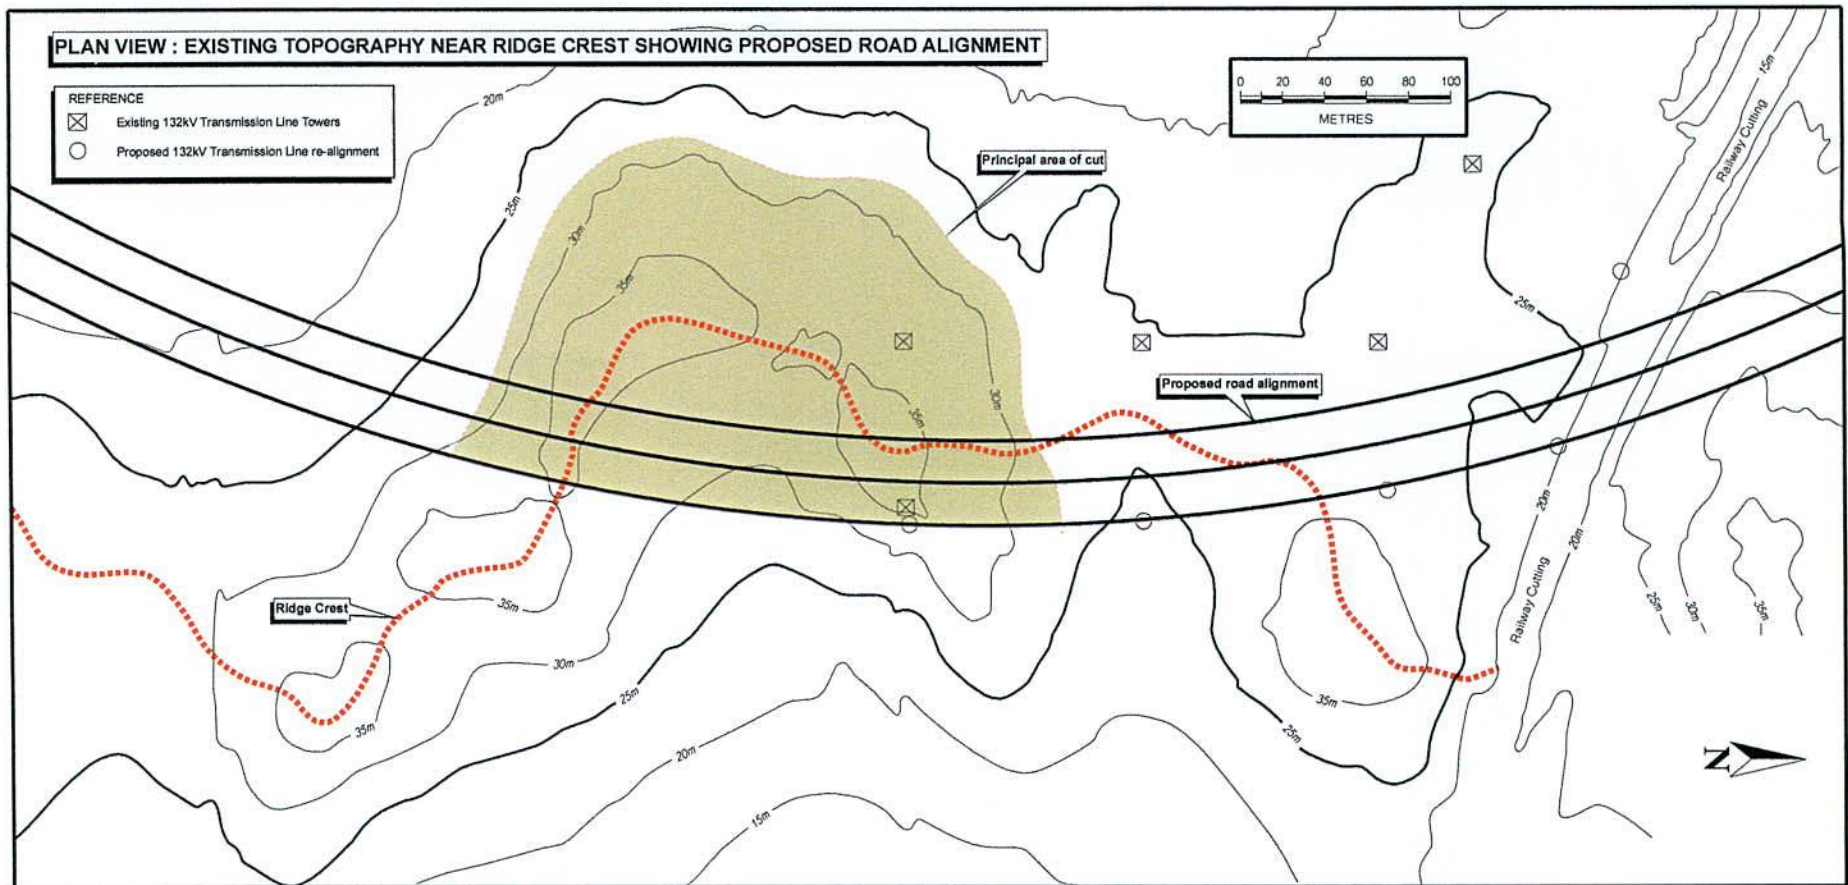 PLAN VIEW : EXISTING TOPOGRAPHY NEAR RIDGE CREST SHOWING PROPOSED ROAD ALIGNMENT
REFERENCE
Existing 132kV Transmission Line Towers
Proposed 132kV Transmission Line re-alignment
0 20 40 60 80 100
METRES
20m
15m
Railway Cutting
Principal area of cut
25m
30m
35m
25m
Proposed road alignment
30m
35m
20m
20m
Railway Cutting
25m
30m
35m
Ridge Crest
35m
30m
25m
35m
35m
25m
20m
15m
N